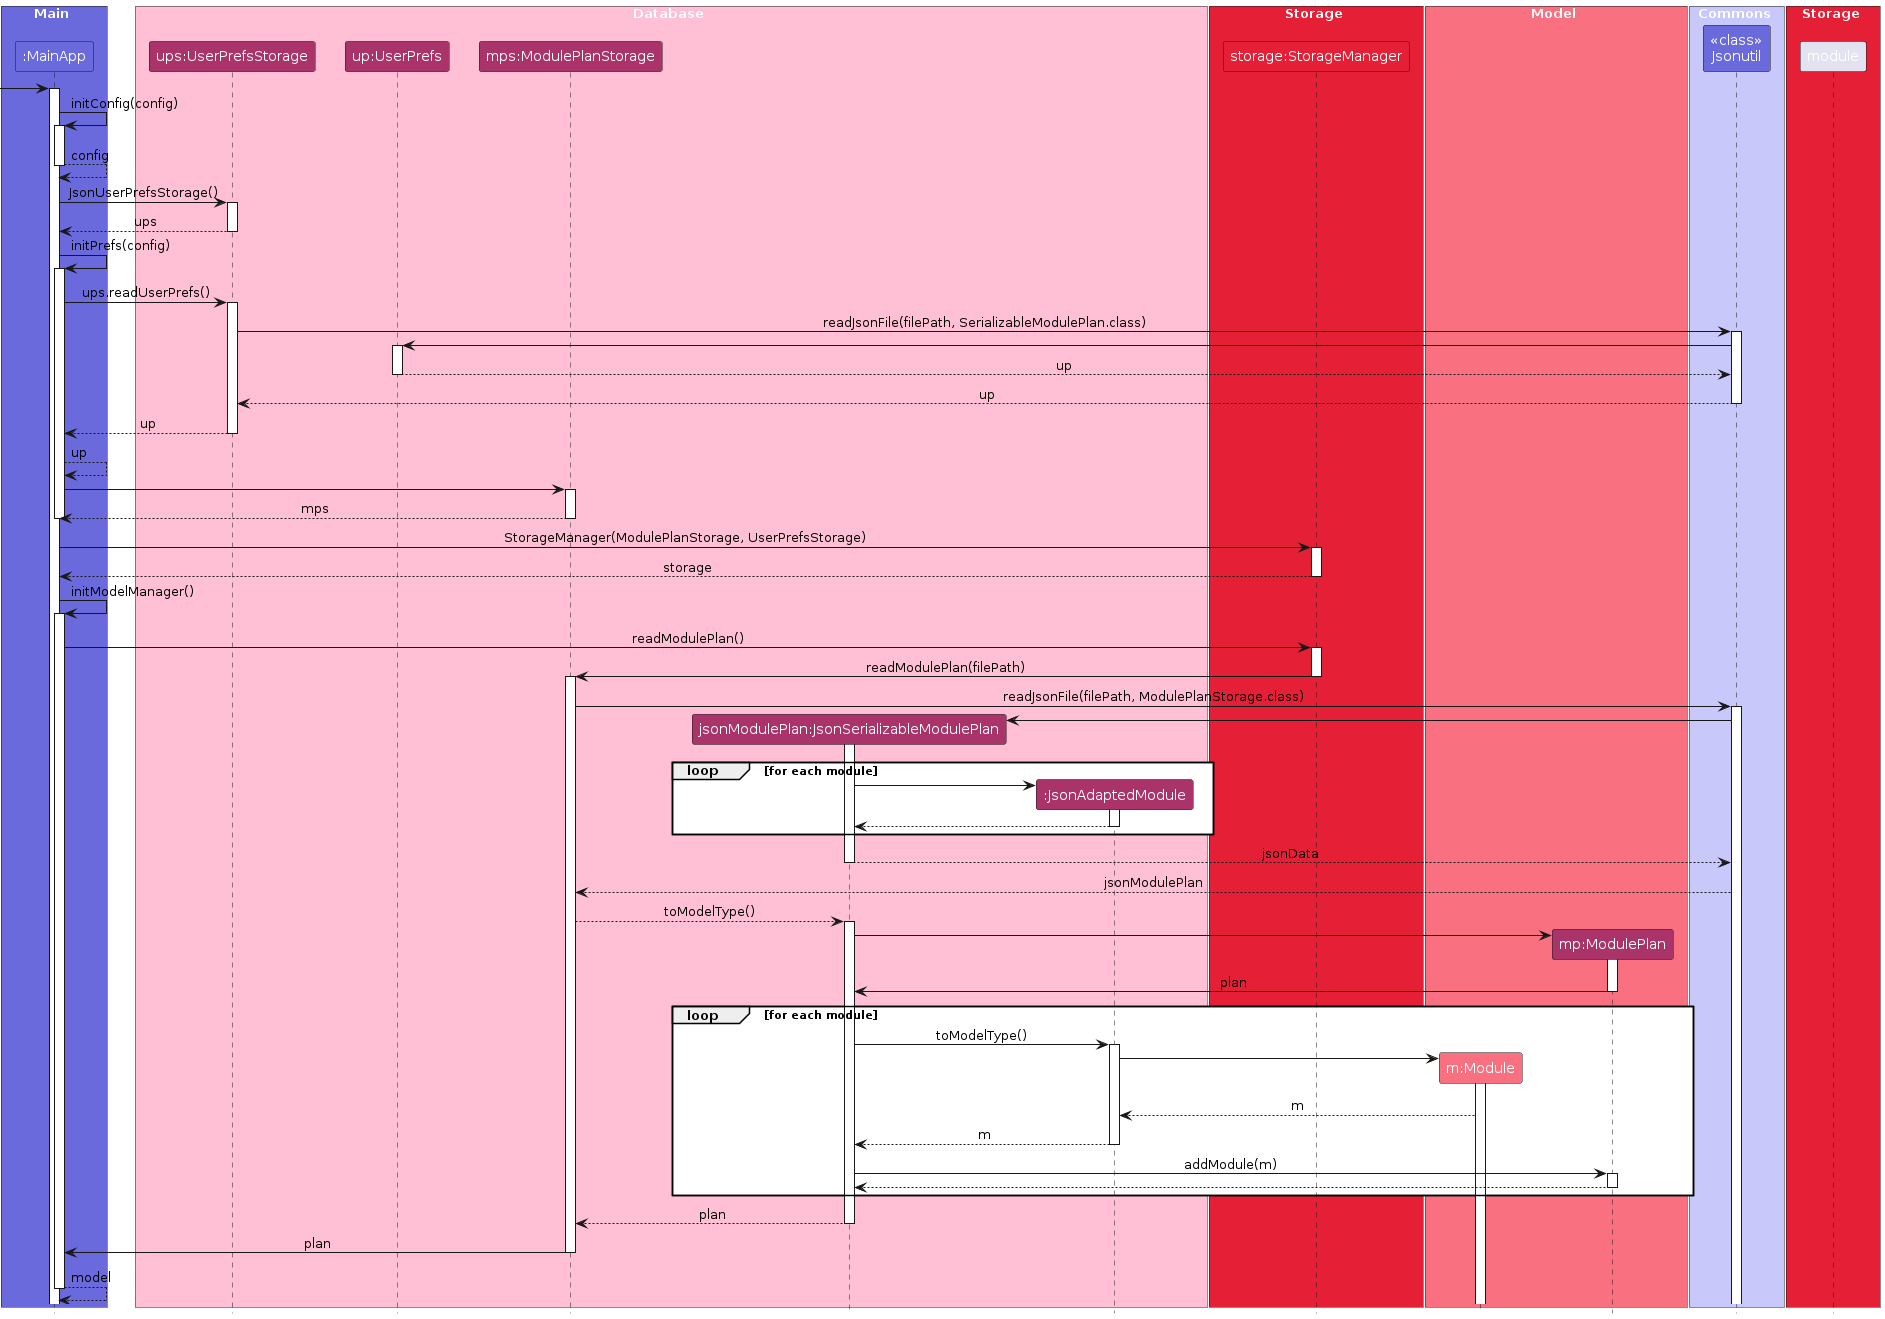 Main
Database
Storage
Model
Commons
Storage
:MainApp
ups:UserPrefsStorage
up:UserPrefs
mps:ModulePlanStorage
storage:StorageManager
«class»
Jsonutil
module
initConfig(config)
config
JsonUserPrefsStorage()
ups
initPrefs(config)
ups.readUserPrefs()
readJsonFile(filePath, SerializableModulePlan.class)
up
up
up
up
mps
StorageManager(ModulePlanStorage, UserPrefsStorage)
storage
initModelManager()
readModulePlan()
readModulePlan(filePath)
readJsonFile(filePath, ModulePlanStorage.class)
jsonModulePlan:JsonSerializableModulePlan
loop [for each module]
:JsonAdaptedModule
jsonData
jsonModulePlan
toModelType()
mp:ModulePlan
plan
loop [for each module]
toModelType()
m:Module
m
m
addModule(m)
plan
plan
model